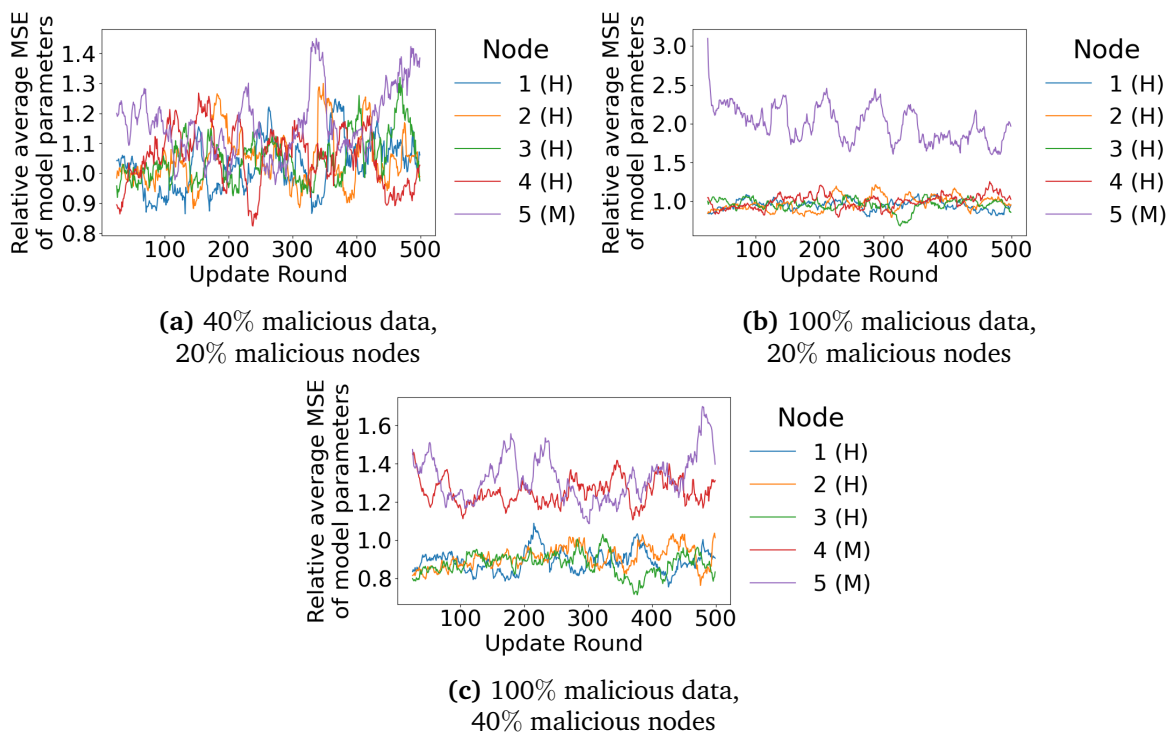 Relative average MSE
of model parameters
1.4
1.3
1.2
1.1
1.0
0.9
0.8
100 200 300 400 500
Update Round
Node
1 (H)
2 (H)
3 (H)
4 (H)
5 (M)
(a) 40% malicious data,
20% malicious nodes
Relative average MSE
of model parameters
3.0
2.5
2.0
1.5
1.0
100 200 300 400 500
Update Round
Node
1 (H)
2 (H)
3 (H)
4 (H)
5 (M)
(b) 100% malicious data,
20% malicious nodes
Relative average MSE
of model parameters
1.6
1.4
1.2
1.0
0.8
100 200 300 400 500
Update Round
Node
1 (H)
2 (H)
3 (H)
4 (M)
5 (M)
(c) 100% malicious data,
40% malicious nodes